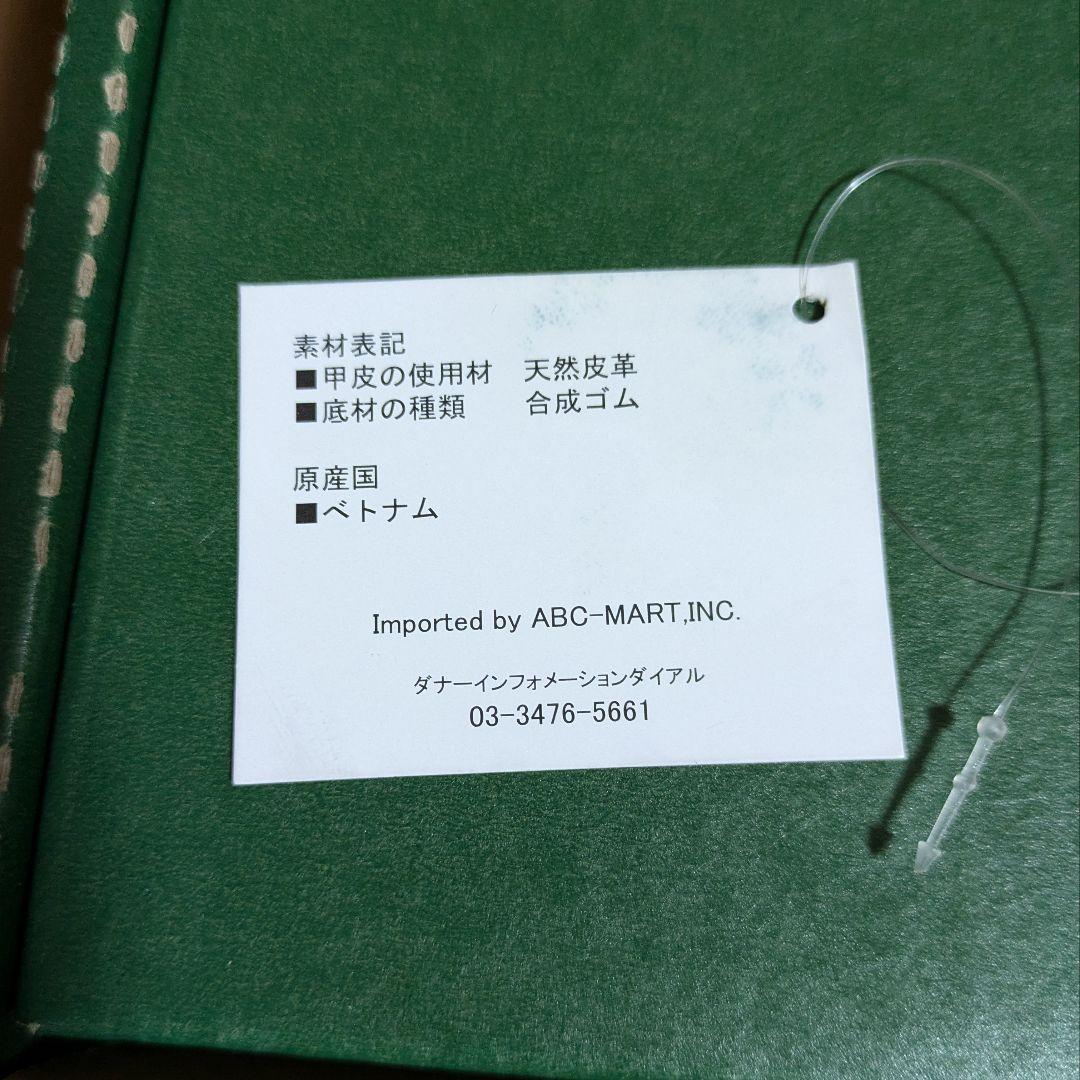 素材表記
■甲皮の使用材　天然皮革
■底材の種類　　合成ゴム
原産国
■ベトナム
Imported by ABC-MART,INC.
ダナーインフォメーションダイアル
03-3476-5661